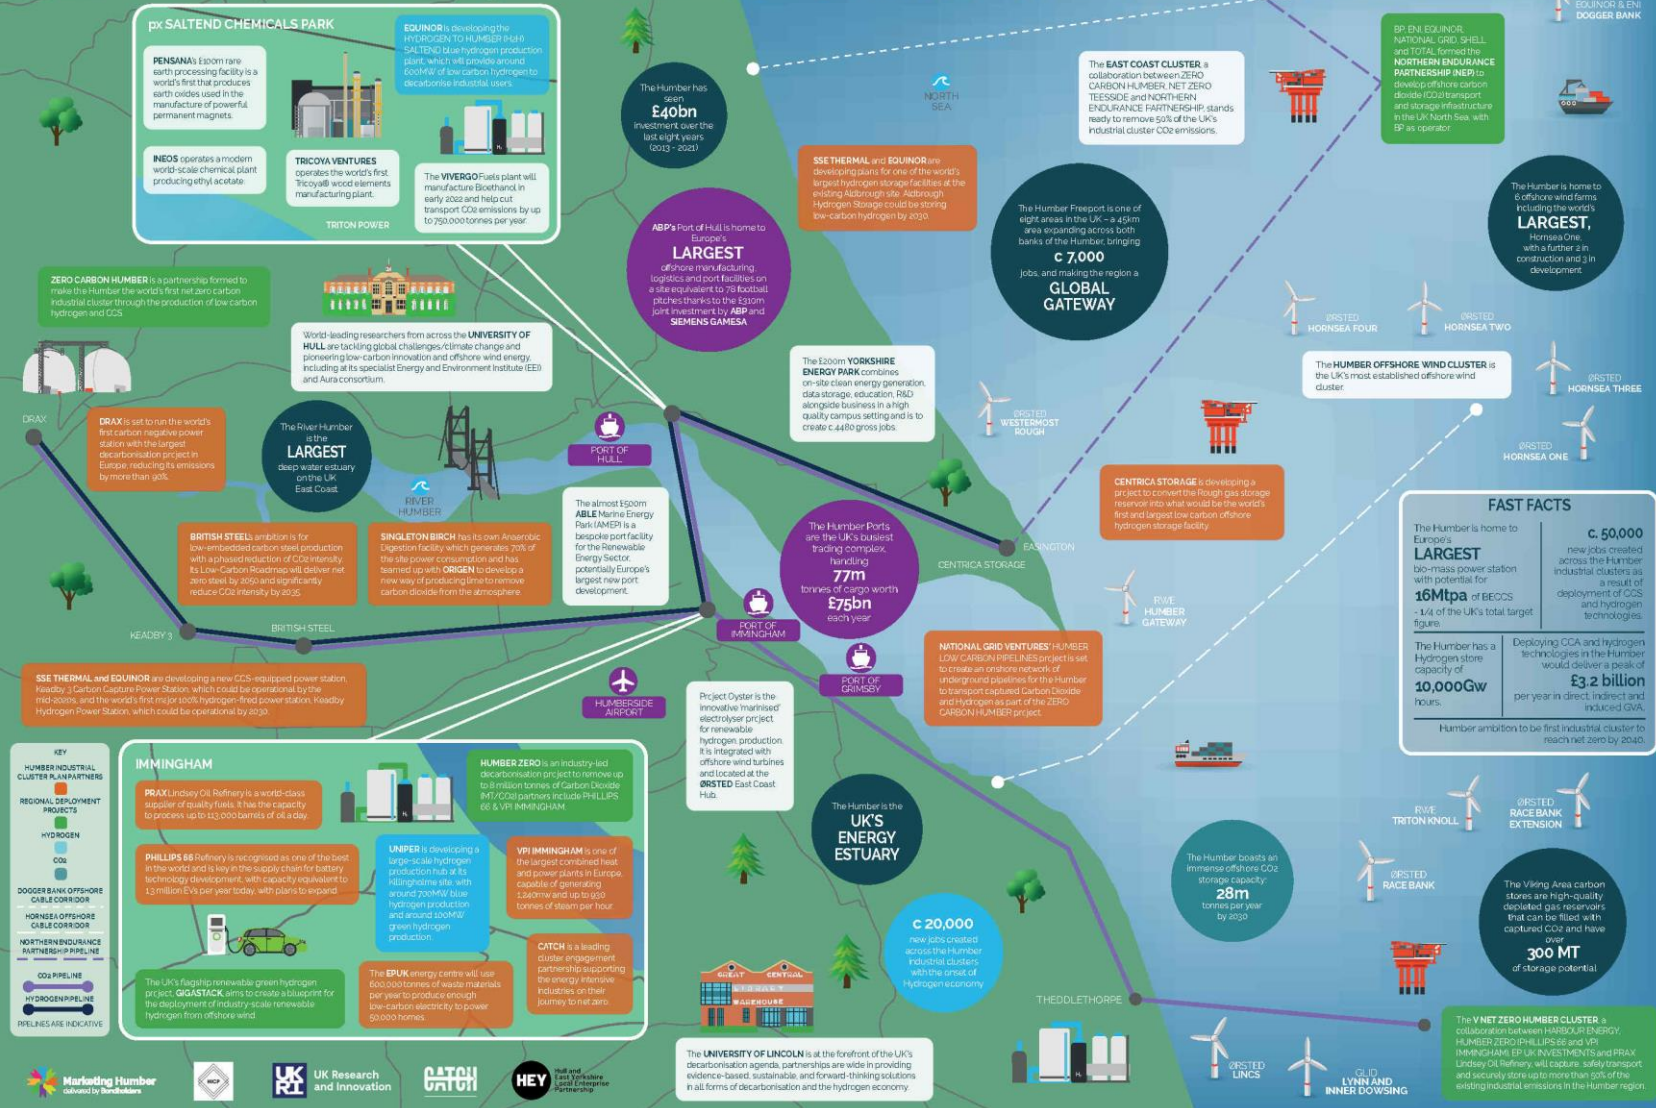 px SALTEND CHEMICALS PARK
PENSANA's £100m rare
earth processing facility is a
world's first that produces
earth oxides used in the
manufacture of powerful
permanent magnets.
EQUINOR is developing the
HYDROGEN TO HUMBER (H2H)
SALTEND blue hydrogen production
plant, which will provide around
600MW of low carbon hydrogen to
decarbonise industrial users.
INEOS operates a modern
world-scale chemical plant
producing ethyl acetate.
TRICOYA VENTURES
operates the world's first
Tricoya® wood elements
manufacturing plant.
The VIVERGO Fuels plant will
manufacture Bioethanol in
early 2022 and help cut
transport CO2 emissions by up
to 750,000 tonnes per year.
TRITON POWER
The Humber has
seen
£40bn
investment over the
last eight years
(2013 - 2021)
NORTH
SEA
The EAST COAST CLUSTER, a
collaboration between ZERO
CARBON HUMBER, NET ZERO
TEESSIDE and NORTHERN
ENDURANCE PARTNERSHIP, stands
ready to remove 50% of the UK's
industrial cluster CO2 emissions.
BP, ENI, EQUINOR,
NATIONAL GRID, SHELL
and TOTAL formed the
NORTHERN ENDURANCE
PARTNERSHIP (NEP) to
develop offshore carbon
dioxide (CO2) transport
and storage infrastructure
in the UK North Sea, with
BP as operator.
EQUINOR & ENI
DOGGER BANK
SSE THERMAL and EQUINOR are
developing plans for one of the world's
largest hydrogen storage facilities at the
existing Aldbrough site. Aldbrough
Hydrogen Storage could be storing
low-carbon hydrogen by 2030.
ABP's Port of Hull is home to
Europe's
LARGEST
offshore manufacturing,
logistics and port facilities on
a site equivalent to 78 football
pitches thanks to the £310m
joint investment by ABP and
SIEMENS GAMESA
The Humber Freeport is one of
eight areas in the UK – a 45km
area expanding across both
banks of the Humber, bringing
c 7,000
jobs, and making the region a
GLOBAL
GATEWAY
The Humber is home to
6 offshore wind farms
including the world's
LARGEST,
Hornsea One,
with a further 2 in
construction and 3 in
development
ZERO CARBON HUMBER is a partnership formed to
make the Humber the world's first net zero carbon
industrial cluster through the production of low carbon
hydrogen and CCS.
World-leading researchers from across the UNIVERSITY OF
HULL are tackling global challenges/climate change and
pioneering low-carbon innovation and offshore wind energy,
including at its specialist Energy and Environment Institute (EEI)
and Aura consortium.
ØRSTED
HORNSEA FOUR
ØRSTED
HORNSEA TWO
The HUMBER OFFSHORE WIND CLUSTER is
the UK's most established offshore wind
cluster.
ØRSTED
HORNSEA THREE
ØRSTED
HORNSEA ONE
The £200m YORKSHIRE
ENERGY PARK combines
on-site clean energy generation,
data storage, education, R&D
alongside business in a high
quality campus setting and is to
create c.4480 gross jobs.
ØRSTED
WESTERMOST
ROUGH
DRAX
DRAX is set to run the world's
first carbon negative power
station with the largest
decarbonisation project in
Europe, reducing its emissions
by more than 90%.
The River Humber
is the
LARGEST
deep water estuary
on the UK
East Coast
RIVER
HUMBER
PORT OF
HULL
The almost £500m
ABLE Marine Energy
Park (AMEP) is a
bespoke port facility
for the Renewable
Energy Sector,
potentially Europe's
largest new port
development.
BRITISH STEEL's ambition is for
low-embedded carbon steel production
with a phased reduction of CO2 intensity.
Its Low-Carbon Roadmap will deliver net
zero steel by 2050 and significantly
reduce CO2 intensity by 2035.
SINGLETON BIRCH has its own Anaerobic
Digestion facility which generates 70% of
the site power consumption and has
teamed up with ORIGEN to develop a
new way of producing lime to remove
carbon dioxide from the atmosphere.
The Humber Ports
are the UK's busiest
trading complex,
handling
77m
tonnes of cargo worth
£75bn
each year
EASINGTON
CENTRICA STORAGE
CENTRICA STORAGE is developing a
project to convert the Rough gas storage
reservoir into what would be the world's
first and largest low carbon offshore
hydrogen storage facility.
FAST FACTS
The Humber is home to
Europe's
LARGEST
bio-mass power station
with potential for
16Mtpa of BECCS
- 1/4 of the UK's total target
figure.
c. 50,000
new jobs created
across the Humber
industrial clusters as
a result of
deployment of CCS
and hydrogen
technologies.
The Humber has a
Hydrogen store
capacity of
10,000Gw
hours.
Deploying CCA and hydrogen
technologies in the Humber
would deliver a peak of
£3.2 billion
per year in direct, indirect and
induced GVA.
Humber ambition to be first industrial cluster to
reach net zero by 2040.
KEADBY 3
BRITISH STEEL
PORT OF
IMMINGHAM
PORT OF
GRIMSBY
HUMBERSIDE
AIRPORT
RWE
HUMBER
GATEWAY
NATIONAL GRID VENTURES' HUMBER
LOW CARBON PIPELINES project is set
to create an onshore network of
underground pipelines for the Humber
to transport captured Carbon Dioxide
and Hydrogen as part of the ZERO
CARBON HUMBER project.
SSE THERMAL and EQUINOR are developing a new CCS-equipped power station,
Keadby 3 Carbon Capture Power Station, which could be operational by the
mid-2020s, and the world's first major 100% hydrogen-fired power station, Keadby
Hydrogen Power Station, which could be operational by 2030.
Project Oyster is the
innovative 'marinised'
electrolyser project
for renewable
hydrogen production.
It is integrated with
offshore wind turbines
and located at the
ØRSTED East Coast
Hub.
KEY
HUMBER INDUSTRIAL
CLUSTER PLAN PARTNERS
REGIONAL DEPLOYMENT
PROJECTS
HYDROGEN
CO2
DOGGER BANK OFFSHORE
CABLE CORRIDOR
HORNSEA OFFSHORE
CABLE CORRIDOR
NORTHERN ENDURANCE
PARTNERSHIP PIPELINE
CO2 PIPELINE
HYDROGEN PIPELINE
PIPELINES ARE INDICATIVE
IMMINGHAM
PRAX Lindsey Oil Refinery is a world-class
supplier of quality fuels, it has the capacity
to process up to 113,000 barrels of oil a day.
HUMBER ZERO is an industry-led
decarbonisation project to remove up
to 8 million tonnes of Carbon Dioxide
(MT/CO2) partners include PHILLIPS
66 & VPI IMMINGHAM.
PHILLIPS 66 Refinery is recognised as one of the best
in the world and is key in the supply chain for battery
technology development, with capacity equivalent to
1.3 million EVs per year today, with plans to expand.
UNIPER is developing a
large-scale hydrogen
production hub at its
Killingholme site, with
around 700MW blue
hydrogen production
and around 100MW
green hydrogen
production.
VPI IMMINGHAM is one of
the largest combined heat
and power plants in Europe,
capable of generating
1,240mw and up to 930
tonnes of steam per hour.
CATCH is a leading
cluster engagement
partnership supporting
the energy intensive
industries on their
journey to net zero.
The UK's flagship renewable green hydrogen
project, GIGASTACK, aims to create a blueprint for
the deployment of industry-scale renewable
hydrogen from offshore wind.
The EPUK energy centre will use
600,000 tonnes of waste materials
per year to produce enough
low-carbon electricity to power
50,000 homes.
The Humber is the
UK'S
ENERGY
ESTUARY
c 20,000
new jobs created
across the Humber
industrial clusters
with the onset of
Hydrogen economy
The Humber boasts an
immense offshore CO2
storage capacity:
28m
tonnes per year
by 2030
RWE
TRITON KNOLL
ØRSTED
RACE BANK
EXTENSION
ØRSTED
RACE BANK
The Viking Area carbon
stores are high-quality
depleted gas reservoirs
that can be filled with
captured CO2 and have
over
300 MT
of storage potential
GREAT CENTRAL
LIBRARY
WAREHOUSE
THEDDLETHORPE
The V NET ZERO HUMBER CLUSTER, a
collaboration between HARBOUR ENERGY,
HUMBER ZERO (PHILLIPS 66 and VPI
IMMINGHAM), EP UK INVESTMENTS and PRAX
Lindsey Oil Refinery, will capture, safely transport
and securely store up to more than 50% of the
existing industrial emissions in the Humber region.
ØRSTED
LINCS
GLID
LYNN AND
INNER DOWSING
The UNIVERSITY OF LINCOLN is at the forefront of the UK's
decarbonisation agenda, partnerships are wide in providing
evidence-based, sustainable, and forward-thinking solutions
in all forms of decarbonisation and the hydrogen economy.
Marketing Humber
delivered by Bondholders
HICP
UKRI
UK Research
and Innovation
CATCH
HEY
Hull and
East Yorkshire
Local Enterprise
Partnership